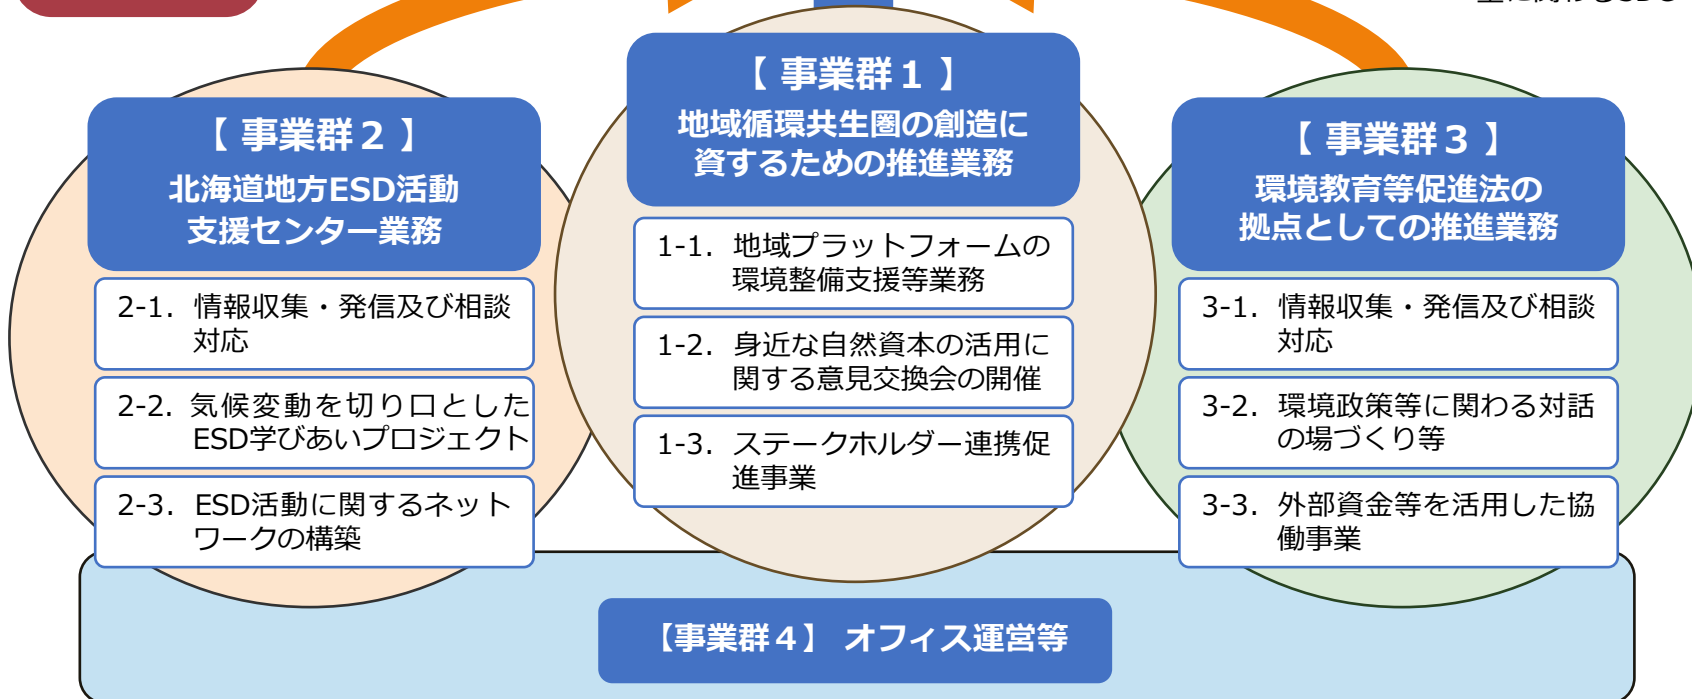 【 事業群１ 】
地域循環共生圏の創造に
資するための推進業務
1-1. 地域プラットフォームの
環境整備支援等業務
1-2. 身近な自然資本の活用に
関する意見交換会の開催
1-3. ステークホルダー連携促
進事業
【 事業群２ 】
北海道地方ESD活動
支援センター業務
2-1. 情報収集・発信及び相談
対応
2-2. 気候変動を切り口とした
ESD学びあいプロジェクト
2-3. ESD活動に関するネット
ワークの構築
【 事業群３ 】
環境教育等促進法の
拠点としての推進業務
3-1. 情報収集・発信及び相談
対応
3-2. 環境政策等に関わる対話
の場づくり等
3-3. 外部資金等を活用した協
働事業
【事業群４】 オフィス運営等